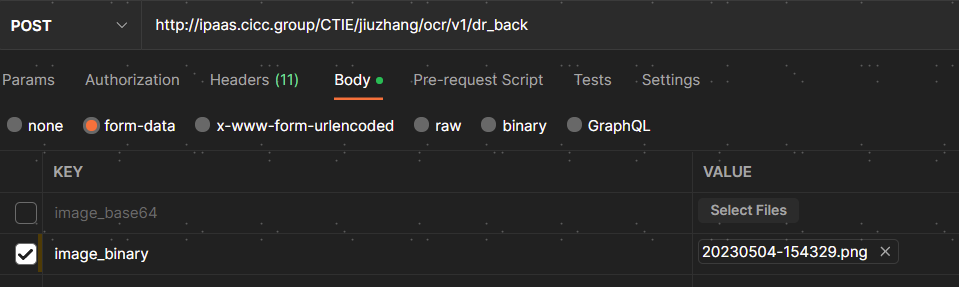 POST http://ipaas.cicc.group/CTIE/jiuzhang/ocr/v1/dr_back
Params Authorization Headers (11) Body Pre-request Script Tests Settings
none form-data x-www-form-urlencoded raw binary GraphQL
KEY VALUE
image_base64 Select Files
image_binary 20230504-154329.png